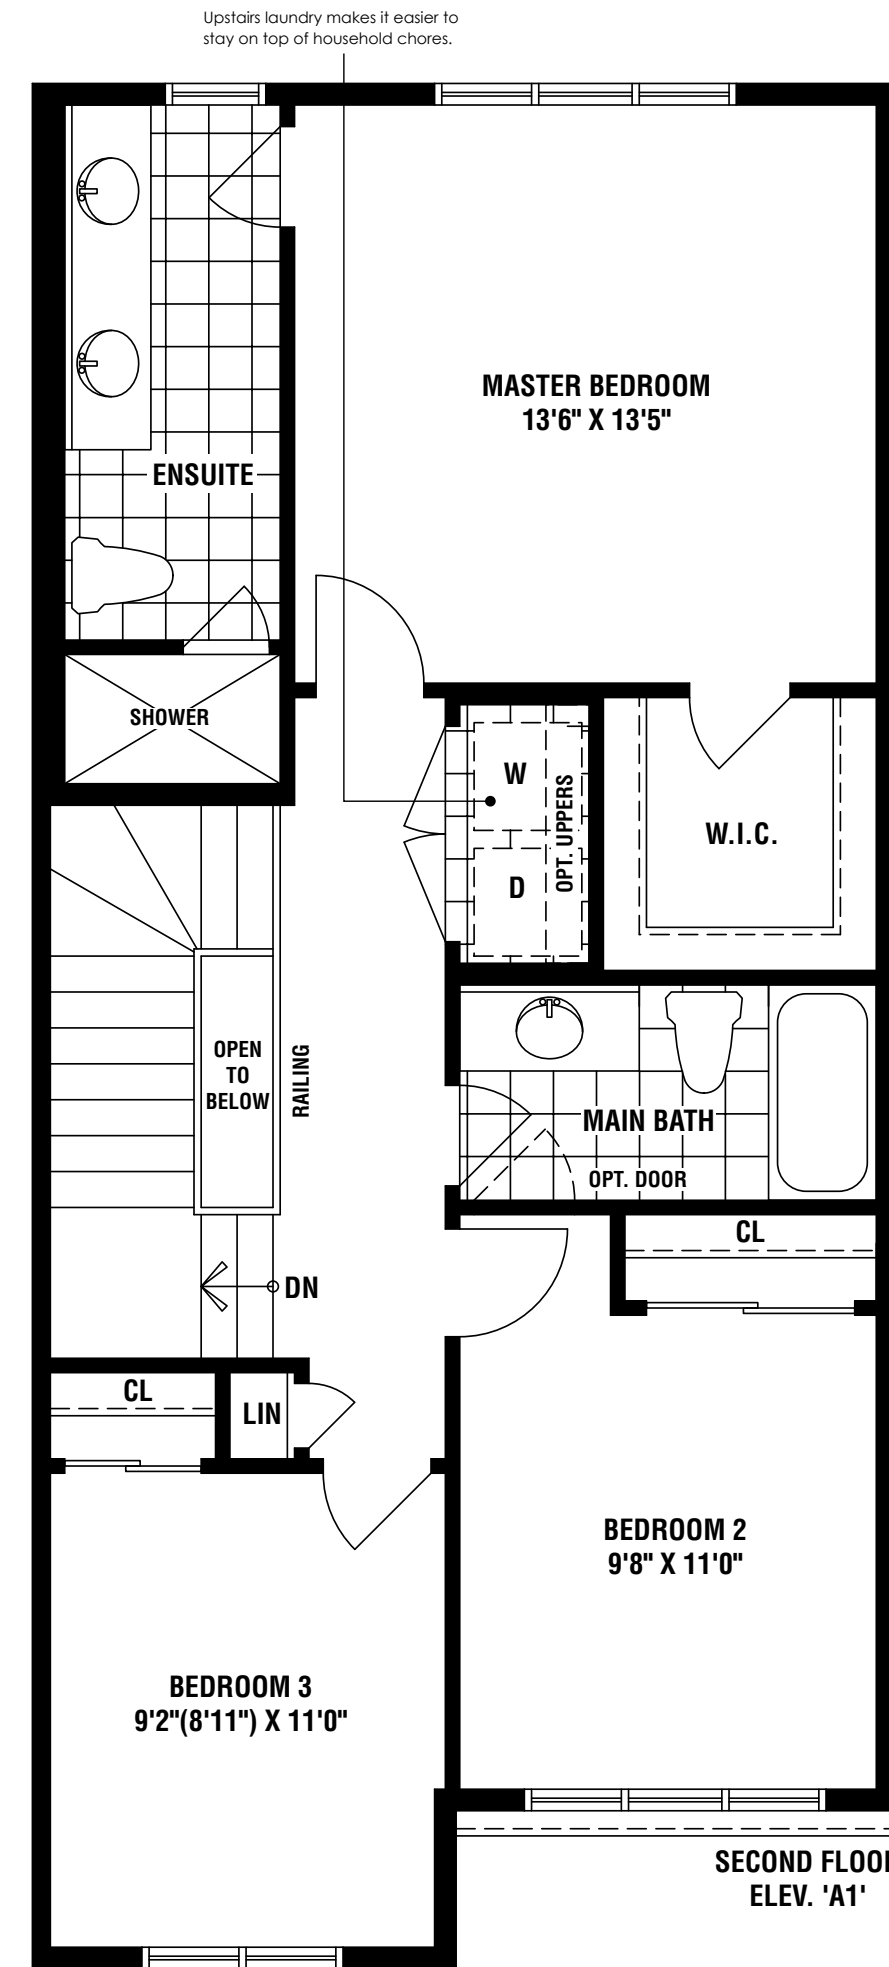 Upstairs laundry makes it easier to
stay on top of household chores.
MASTER BEDROOM
13'6" X 13'5"
ENSUITE
SHOWER
W
D
OPT. UPPERS
W.I.C.
OPEN
TO
BELOW
RAILING
MAIN BATH
OPT. DOOR
CL
DN
CL
LIN
BEDROOM 2
9'8" X 11'0"
BEDROOM 3
9'2"(8'11") X 11'0"
SECOND FLOO
ELEV. 'A1'